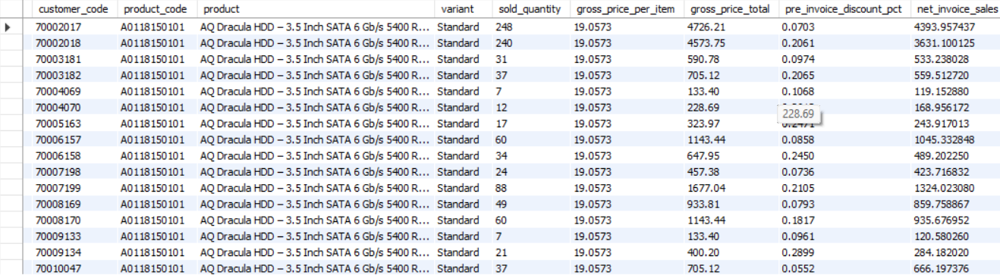 customer_code product_code product variant sold_quantity gross_price_per_item gross_price_total pre_invoice_discount_pct net_invoice_sales
70002017 A0118150101 AQ Dracula HDD – 3.5 Inch SATA 6 Gb/s 5400 R... Standard 248 19.0573 4726.21 0.0703 4393.957437
70002018 A0118150101 AQ Dracula HDD – 3.5 Inch SATA 6 Gb/s 5400 R... Standard 240 19.0573 4573.75 0.2061 3631.100125
70003181 A0118150101 AQ Dracula HDD – 3.5 Inch SATA 6 Gb/s 5400 R... Standard 31 19.0573 590.78 0.0974 533.238028
70003182 A0118150101 AQ Dracula HDD – 3.5 Inch SATA 6 Gb/s 5400 R... Standard 37 19.0573 705.12 0.2065 559.512720
70004069 A0118150101 AQ Dracula HDD – 3.5 Inch SATA 6 Gb/s 5400 R... Standard 7 19.0573 133.40 0.1068 119.152880
70004070 A0118150101 AQ Dracula HDD – 3.5 Inch SATA 6 Gb/s 5400 R... Standard 12 19.0573 228.69 168.956172
228.69
70005163 A0118150101 AQ Dracula HDD – 3.5 Inch SATA 6 Gb/s 5400 R... Standard 17 19.0573 323.97 0.2471 243.917013
70006157 A0118150101 AQ Dracula HDD – 3.5 Inch SATA 6 Gb/s 5400 R... Standard 60 19.0573 1143.44 0.0858 1045.332848
70006158 A0118150101 AQ Dracula HDD – 3.5 Inch SATA 6 Gb/s 5400 R... Standard 34 19.0573 647.95 0.2450 489.202250
70007198 A0118150101 AQ Dracula HDD – 3.5 Inch SATA 6 Gb/s 5400 R... Standard 24 19.0573 457.38 0.0736 423.716832
70007199 A0118150101 AQ Dracula HDD – 3.5 Inch SATA 6 Gb/s 5400 R... Standard 88 19.0573 1677.04 0.2105 1324.023080
70008169 A0118150101 AQ Dracula HDD – 3.5 Inch SATA 6 Gb/s 5400 R... Standard 49 19.0573 933.81 0.0793 859.758867
70008170 A0118150101 AQ Dracula HDD – 3.5 Inch SATA 6 Gb/s 5400 R... Standard 60 19.0573 1143.44 0.1817 935.676952
70009133 A0118150101 AQ Dracula HDD – 3.5 Inch SATA 6 Gb/s 5400 R... Standard 7 19.0573 133.40 0.0961 120.580260
70009134 A0118150101 AQ Dracula HDD – 3.5 Inch SATA 6 Gb/s 5400 R... Standard 21 19.0573 400.20 0.2899 284.182020
70010047 A0118150101 AQ Dracula HDD – 3.5 Inch SATA 6 Gb/s 5400 R... Standard 37 19.0573 705.12 0.0552 666.197376